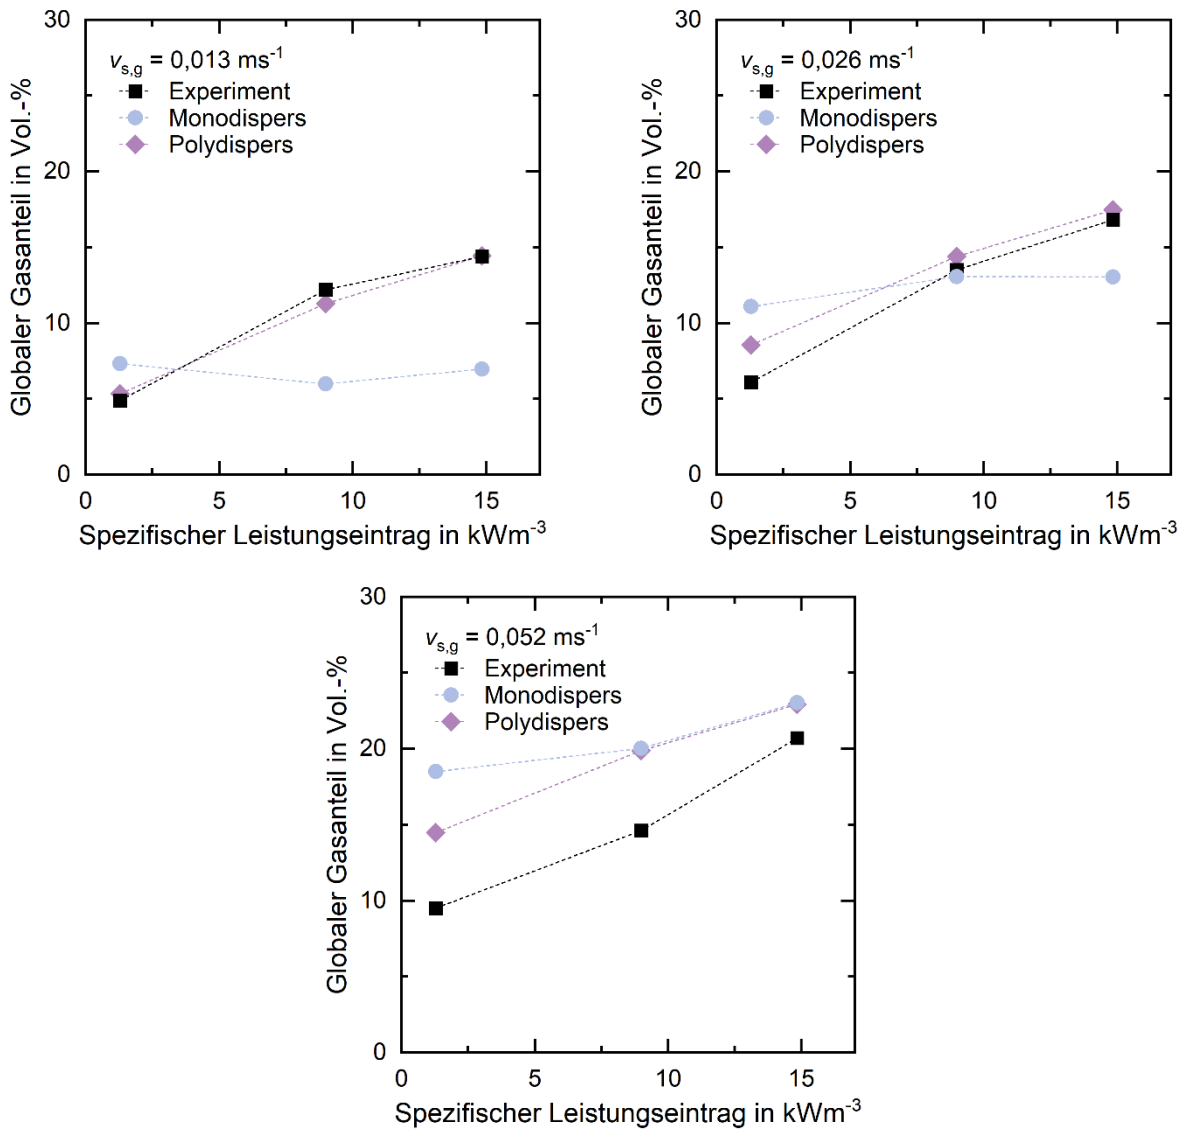 30
20
10
0
Globaler Gasanteil in Vol.-%
v_s,g = 0,013 ms⁻¹
Experiment
Monodispers
Polydispers
0 5 10 15
Spezifischer Leistungseintrag in kWm⁻³
30
20
10
0
Globaler Gasanteil in Vol.-%
v_s,g = 0,026 ms⁻¹
Experiment
Monodispers
Polydispers
0 5 10 15
Spezifischer Leistungseintrag in kWm⁻³
30
20
10
0
Globaler Gasanteil in Vol.-%
v_s,g = 0,052 ms⁻¹
Experiment
Monodispers
Polydispers
0 5 10 15
Spezifischer Leistungseintrag in kWm⁻³